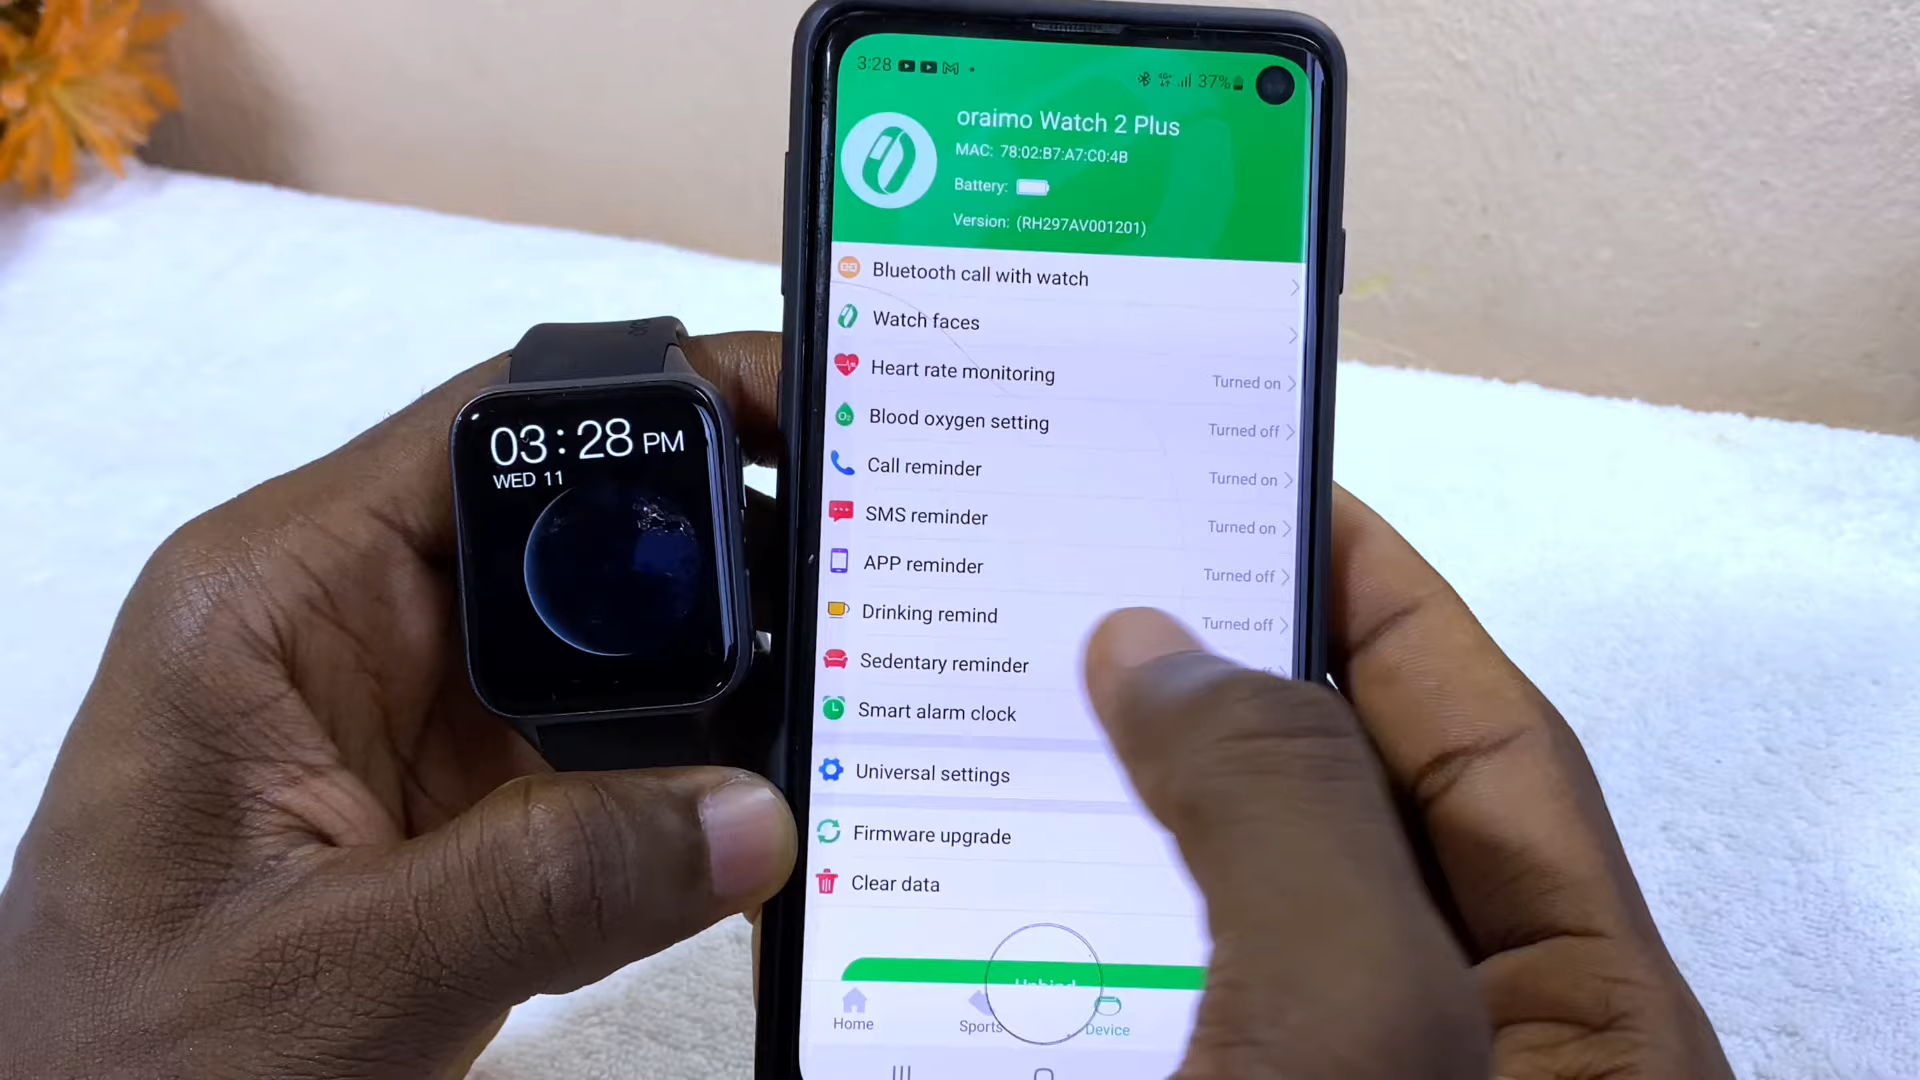 3:28
37%
oraimo Watch 2 Plus
MAC: 78:02:B7:A7:C0:4B
Battery:
Version: (RH297AV001201)
Bluetooth call with watch
Watch faces
Heart rate monitoring Turned on
Blood oxygen setting Turned off
Call reminder Turned on
SMS reminder Turned on
APP reminder Turned off
Drinking remind Turned off
Sedentary reminder
Smart alarm clock
Universal settings
Firmware upgrade
Clear data
Home Sports Device
03:28 PM
WED 11